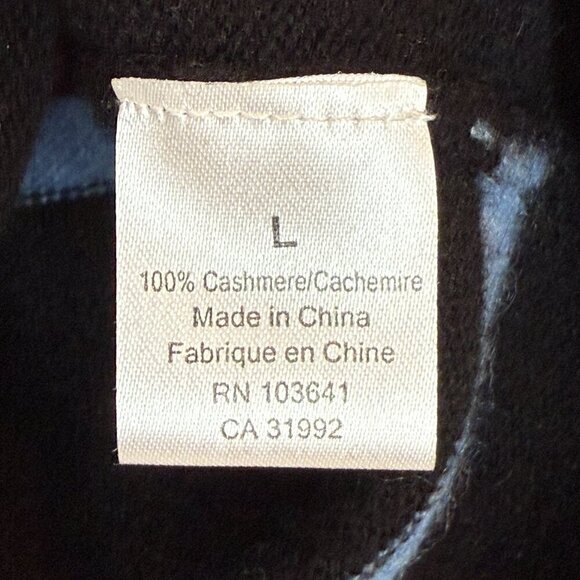 L
100% Cashmere/Cachemire
Made in China
Fabrique en Chine
RN 103641
CA 31992